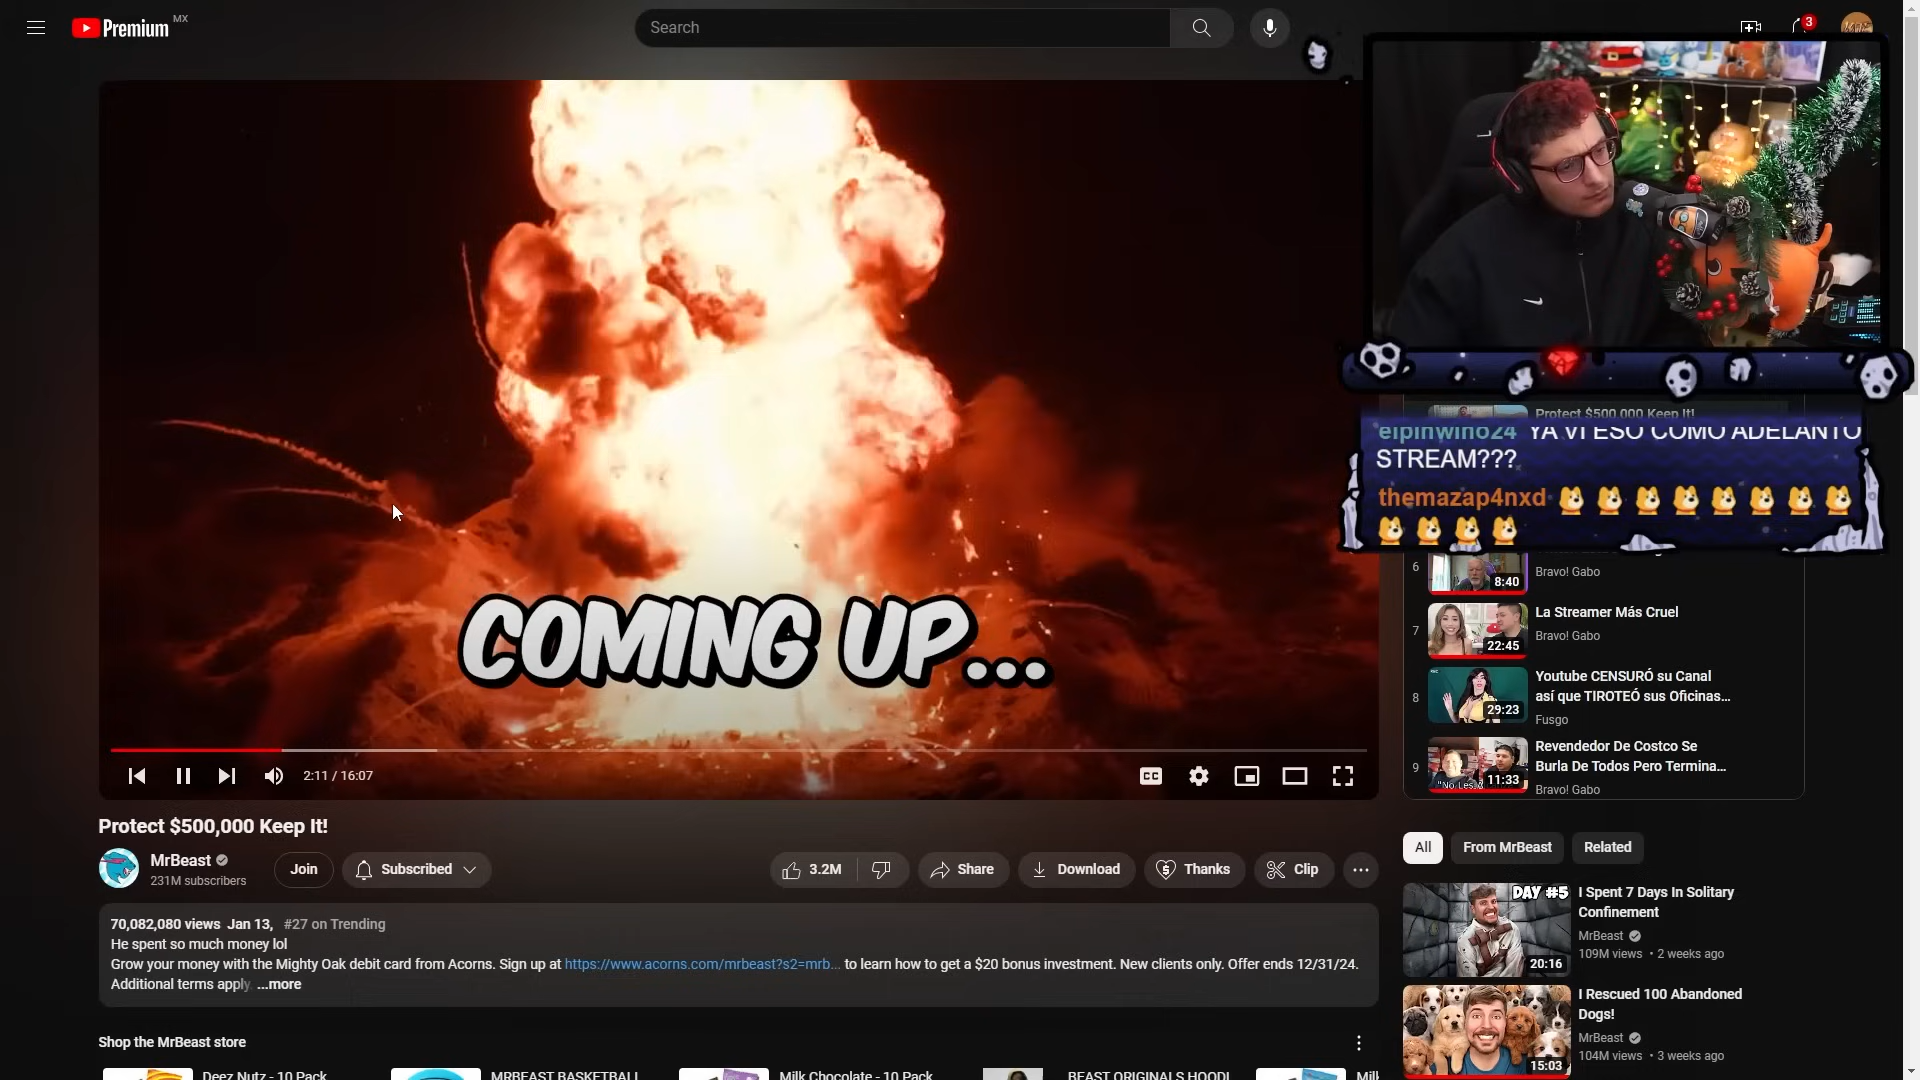 Premium MX
Search
3
COMING UP...
2:11 / 16:07
CC
Protect $500,000 Keep It!
MrBeast
231M subscribers
Join
Subscribed
3.2M
Share
Download
Thanks
Clip
70,082,080 views Jan 13, #27 on Trending
He spent so much money lol
Grow your money with the Mighty Oak debit card from Acorns. Sign up at https://www.acorns.com/mrbeast?s2=mrb... to learn how to get a $20 bonus investment. New clients only. Offer ends 12/31/24.
Additional terms apply. ...more
Shop the MrBeast store
Deez Nutz - 10 Pack
MRBEAST BASKETBALL
Milk Chocolate - 10 Pack
BEAST ORIGINALS HOODI
Protect $500,000 Keep It!
elpinwino24 YA VI ESO COMO ADELANTO
STREAM???
themazap4nxd
6
8:40
Bravo! Gabo
7
La Streamer Más Cruel
Bravo! Gabo
22:45
8
Youtube CENSURÓ su Canal
así que TIROTEÓ sus Oficinas...
Fusgo
29:23
9
Revendedor De Costco Se
Burla De Todos Pero Termina...
Bravo! Gabo
11:33
All
From MrBeast
Related
DAY #5
20:16
I Spent 7 Days In Solitary
Confinement
MrBeast
109M views • 2 weeks ago
15:03
I Rescued 100 Abandoned
Dogs!
MrBeast
104M views • 3 weeks ago